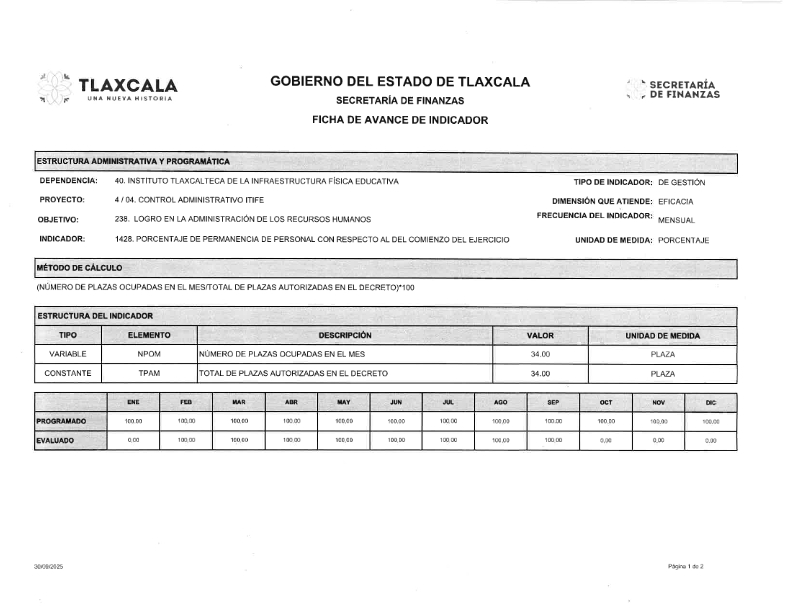 TLAXCALA
UNA NUEVA HISTORIA
GOBIERNO DEL ESTADO DE TLAXCALA
SECRETARÍA DE FINANZAS
FICHA DE AVANCE DE INDICADOR
SECRETARÍA
DE FINANZAS
ESTRUCTURA ADMINISTRATIVA Y PROGRAMÁTICA
DEPENDENCIA: 40. INSTITUTO TLAXCALTECA DE LA INFRAESTRUCTURA FÍSICA EDUCATIVA TIPO DE INDICADOR: DE GESTIÓN
PROYECTO: 4 / 04. CONTROL ADMINISTRATIVO ITIFE DIMENSIÓN QUE ATIENDE: EFICACIA
OBJETIVO: 238. LOGRO EN LA ADMINISTRACIÓN DE LOS RECURSOS HUMANOS FRECUENCIA DEL INDICADOR: MENSUAL
INDICADOR: 1428. PORCENTAJE DE PERMANENCIA DE PERSONAL CON RESPECTO AL DEL COMIENZO DEL EJERCICIO UNIDAD DE MEDIDA: PORCENTAJE
MÉTODO DE CÁLCULO
(NÚMERO DE PLAZAS OCUPADAS EN EL MES/TOTAL DE PLAZAS AUTORIZADAS EN EL DECRETO)*100
ESTRUCTURA DEL INDICADOR
TIPO ELEMENTO DESCRIPCIÓN VALOR UNIDAD DE MEDIDA
VARIABLE NPOM NÚMERO DE PLAZAS OCUPADAS EN EL MES 34.00 PLAZA
CONSTANTE TPAM TOTAL DE PLAZAS AUTORIZADAS EN EL DECRETO 34.00 PLAZA
ENE FEB MAR ABR MAY JUN JUL AGO SEP OCT NOV DIC
PROGRAMADO 100.00 100.00 100.00 100.00 100.00 100.00 100.00 100.00 100.00 100.00 100.00 100.00
EVALUADO 0.00 100.00 100.00 100.00 100.00 100.00 100.00 100.00 100.00 0.00 0.00 0.00
30/09/2025 Página 1 de 2